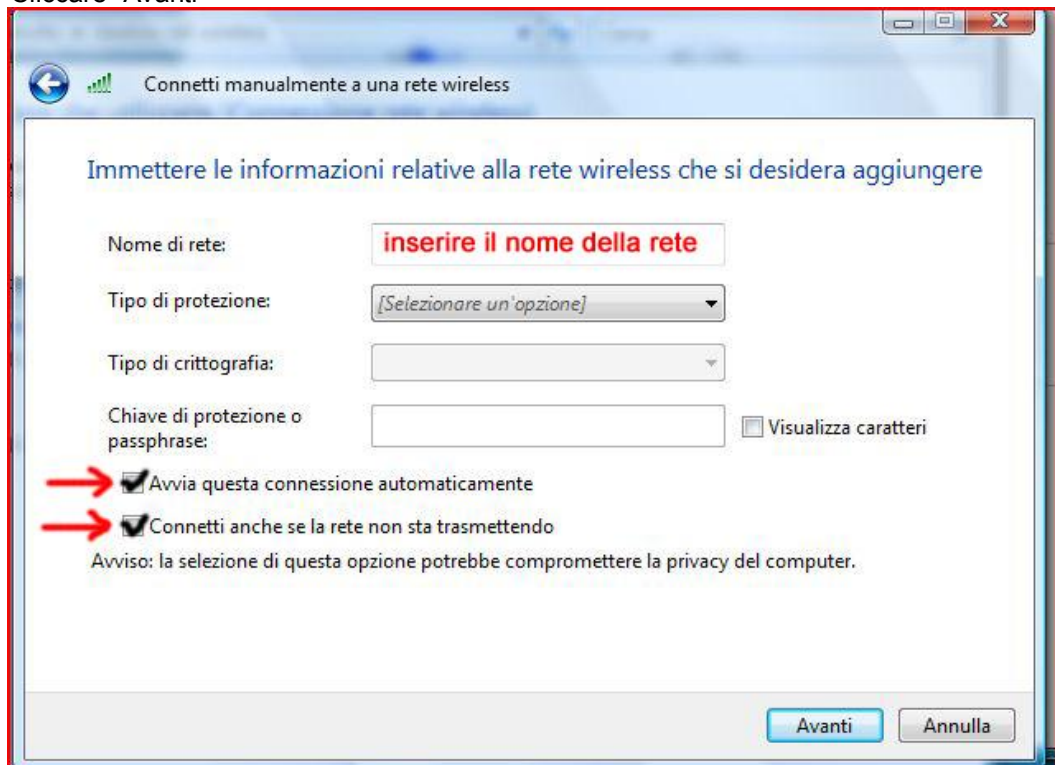 Cliccare "Avanti"
Connetti manualmente a una rete wireless
Immettere le informazioni relative alla rete wireless che si desidera aggiungere
Nome di rete: inserire il nome della rete
Tipo di protezione: [Selezionare un'opzione]
Tipo di crittografia:
Chiave di protezione o
passphrase:
Visualizza caratteri
Avvia questa connessione automaticamente
Connetti anche se la rete non sta trasmettendo
Avviso: la selezione di questa opzione potrebbe compromettere la privacy del computer.
Avanti Annulla